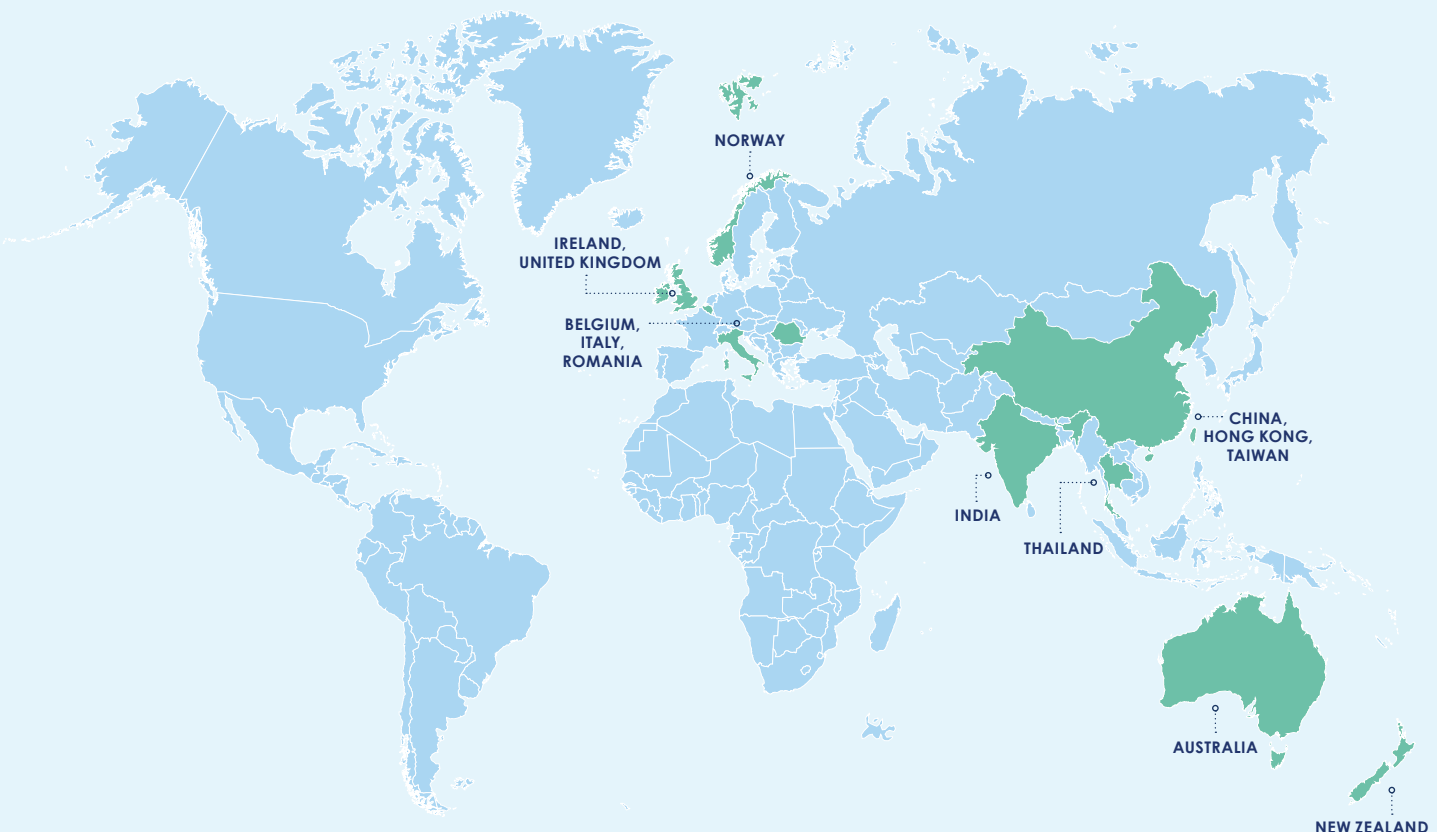 NORWAY
IRELAND,
UNITED KINGDOM
BELGIUM,
ITALY,
ROMANIA
CHINA,
HONG KONG,
TAIWAN
INDIA
THAILAND
AUSTRALIA
NEW ZEALAND